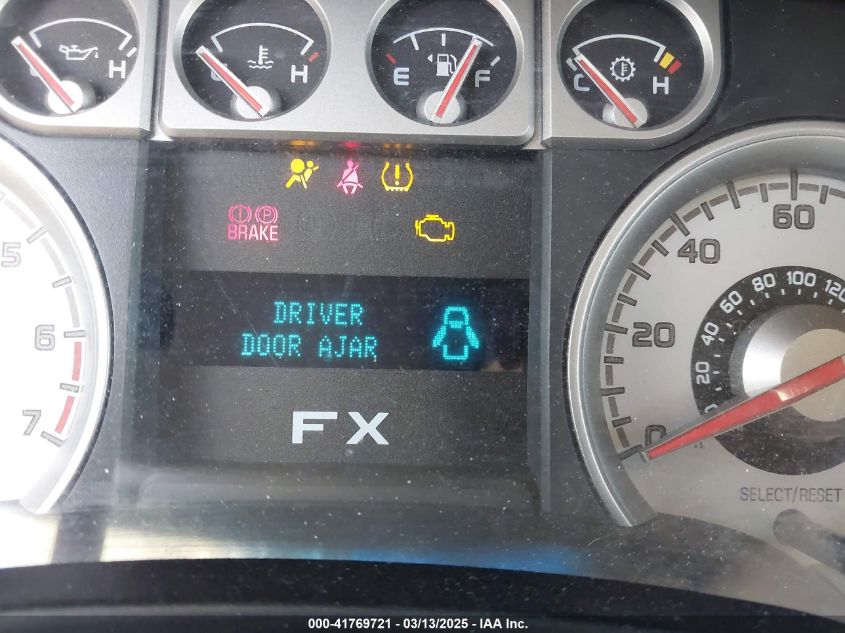 H
H
E F
C H
BRAKE
DRIVER
DOOR AJAR
FX
5
6
7
0
20
40
60
20
40
60
80
100
120
SELECT/RESET
000-41769721 – 03/13/2025 – IAA Inc.